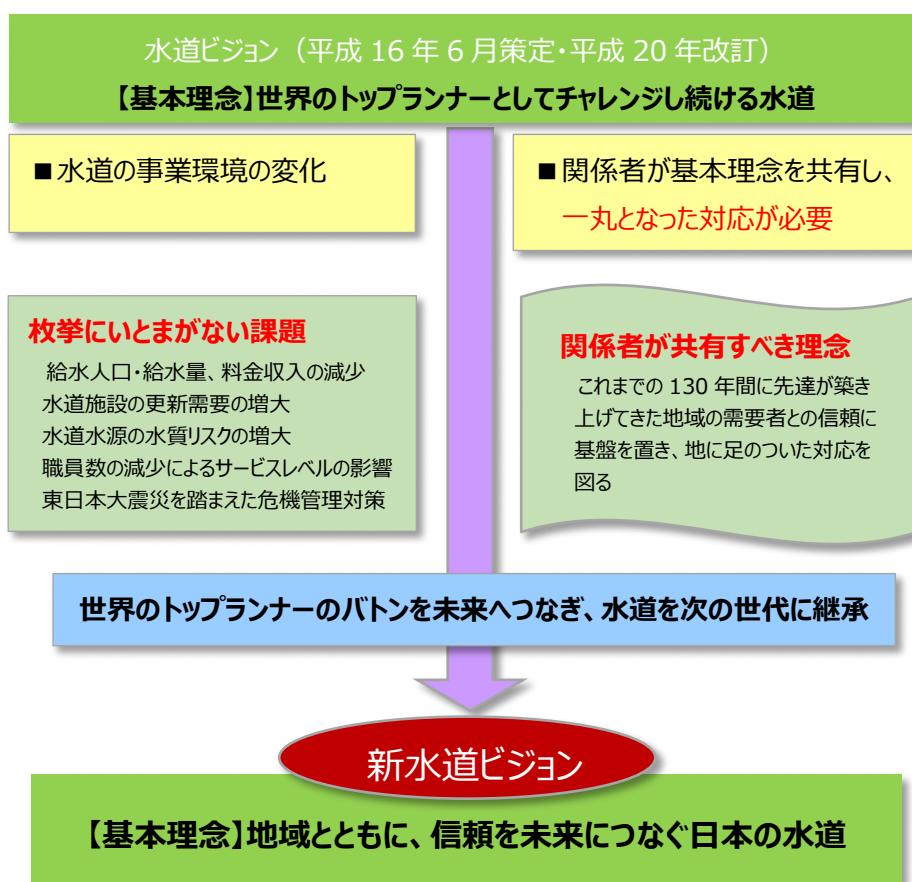 水道ビジョン（平成 16 年 6 月策定・平成 20 年改訂）
【基本理念】世界のトップランナーとしてチャレンジし続ける水道
■水道の事業環境の変化
■関係者が基本理念を共有し、
一丸となった対応が必要
枚挙にいとまがない課題
給水人口・給水量、料金収入の減少
水道施設の更新需要の増大
水道水源の水質リスクの増大
職員数の減少によるサービスレベルの影響
東日本大震災を踏まえた危機管理対策
関係者が共有すべき理念
これまでの 130 年間に先達が築き
上げてきた地域の需要者との信頼に
基盤を置き、地に足のついた対応を
図る
世界のトップランナーのバトンを未来へつなぎ、水道を次の世代に継承
新水道ビジョン
【基本理念】地域とともに、信頼を未来につなぐ日本の水道